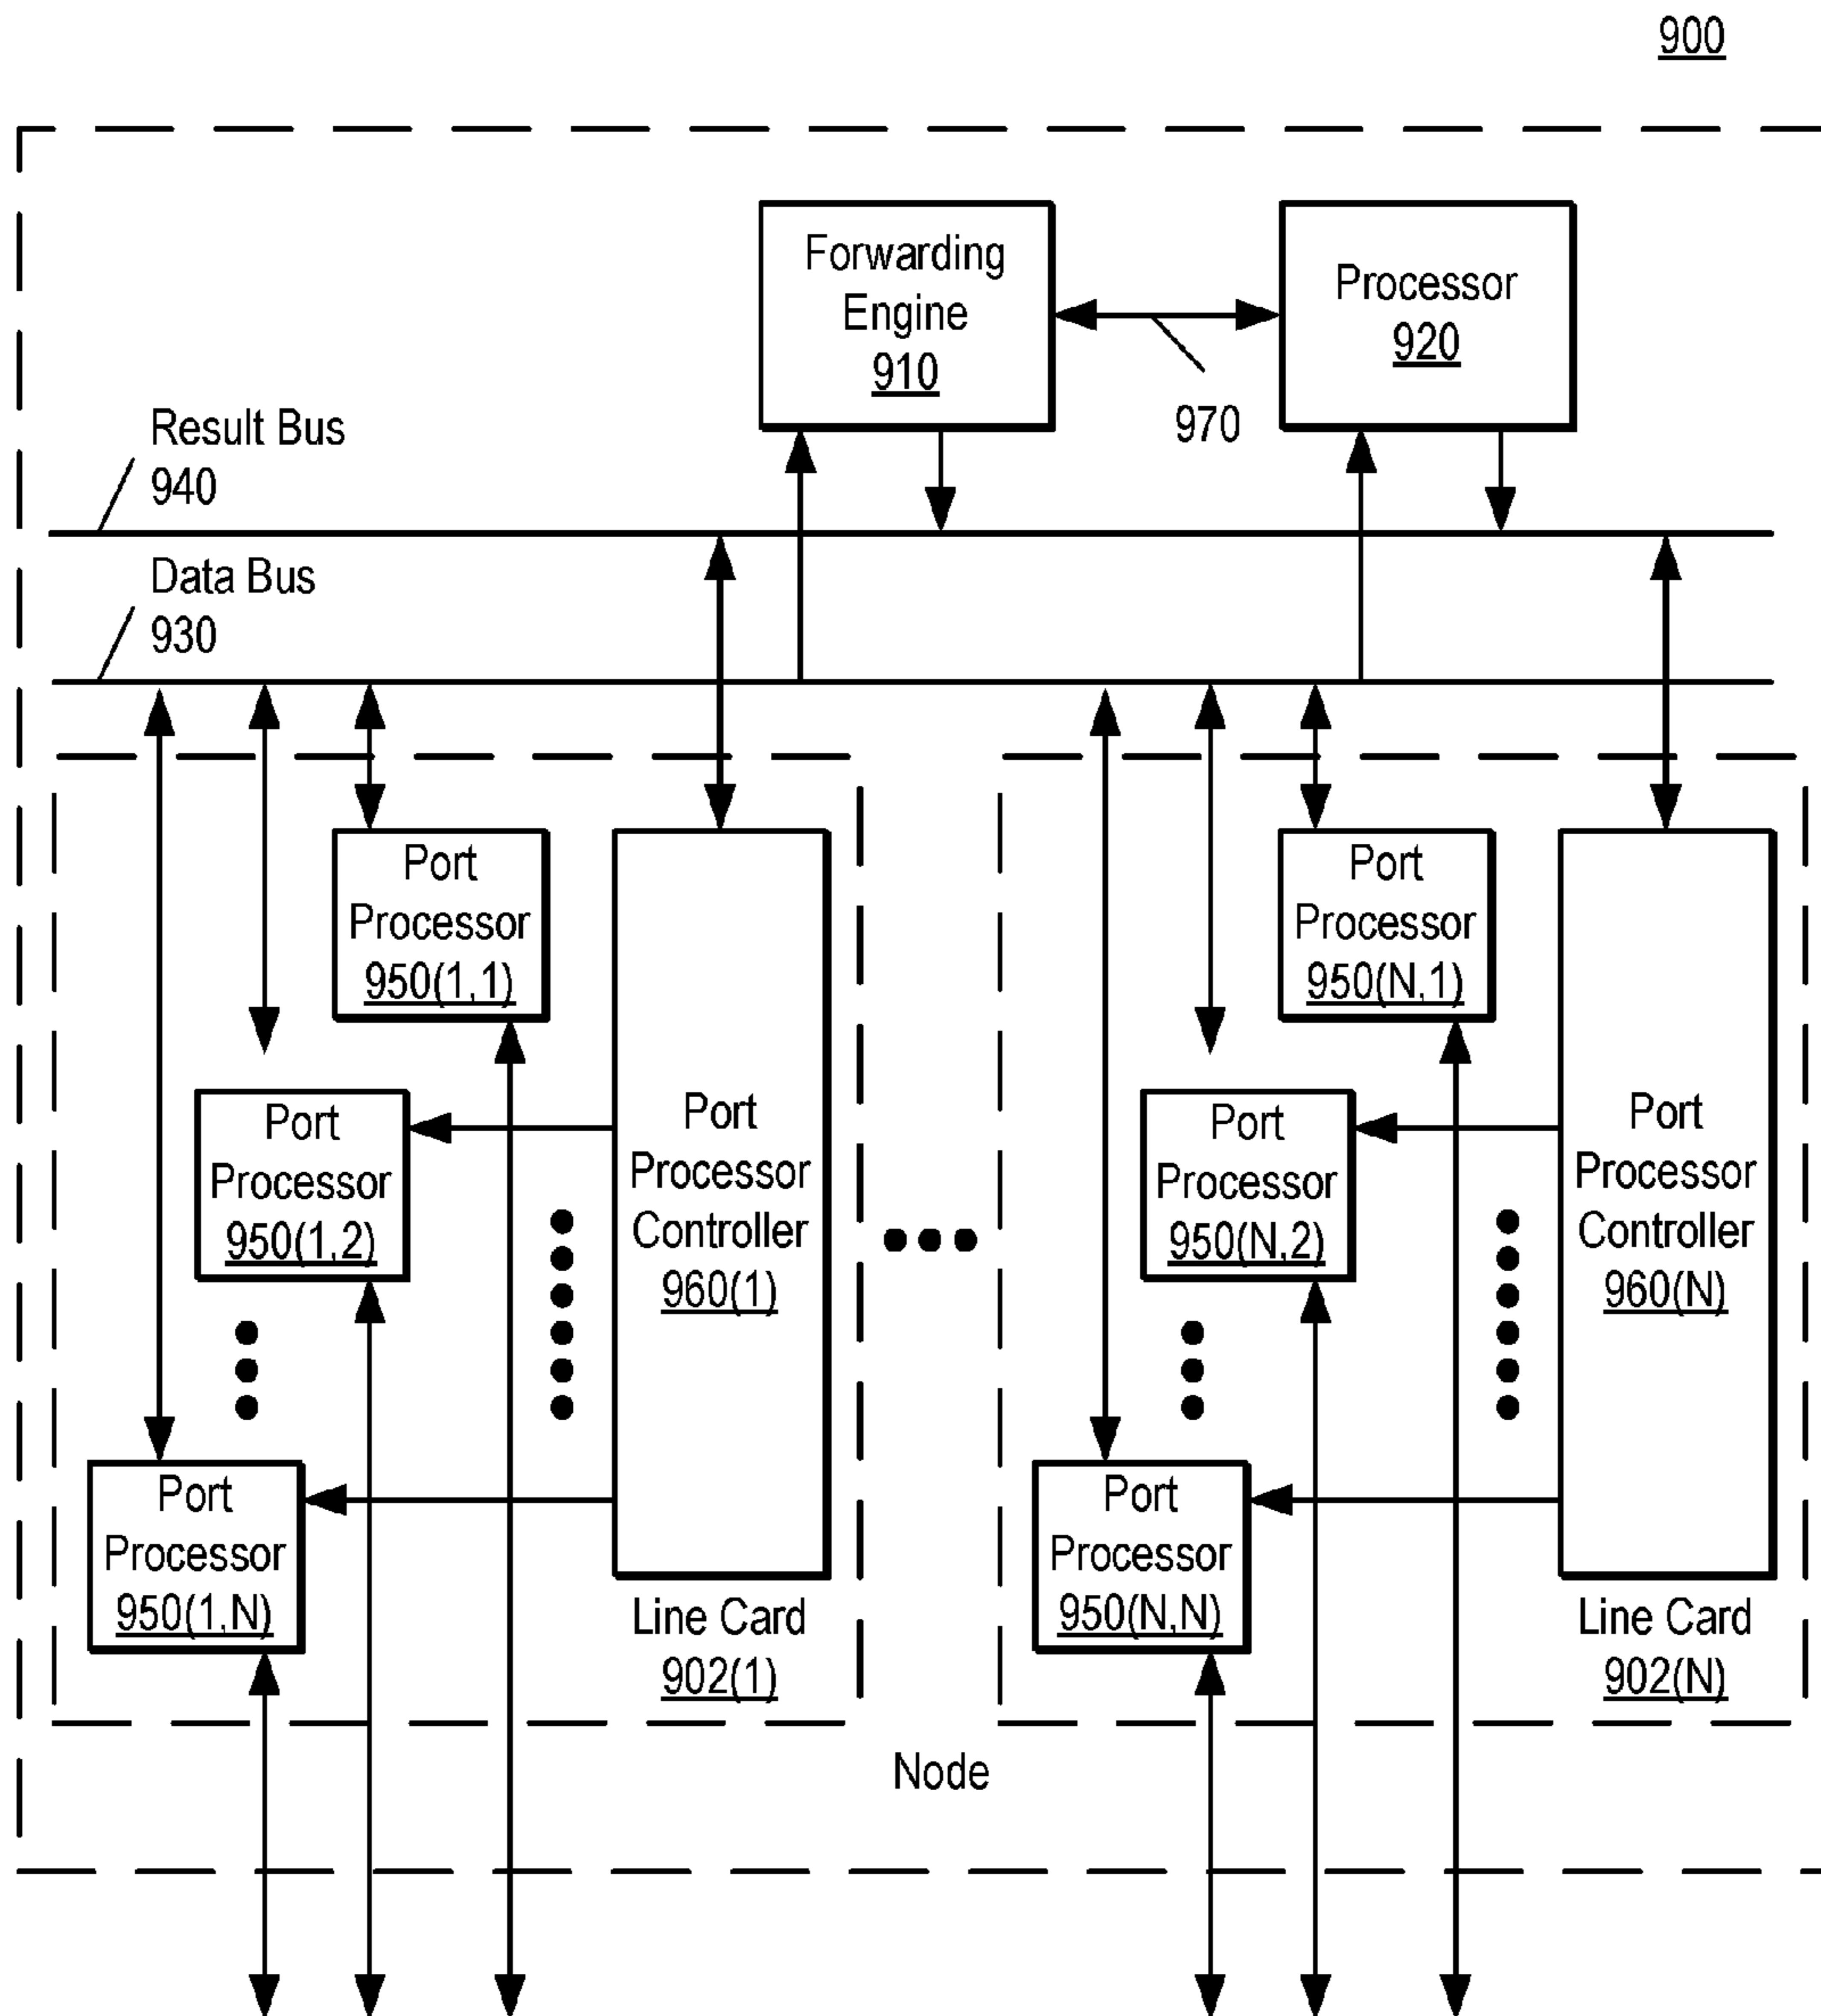 900
Forwarding
Engine
910
Processor
920
970
Result Bus
940
Data Bus
930
Port
Processor
950(1,1)
Port
Processor
950(1,2)
Port
Processor
950(1,N)
Port
Processor
Controller
960(1)
Line Card
902(1)
Port
Processor
950(N,1)
Port
Processor
950(N,2)
Port
Processor
950(N,N)
Port
Processor
Controller
960(N)
Line Card
902(N)
Node